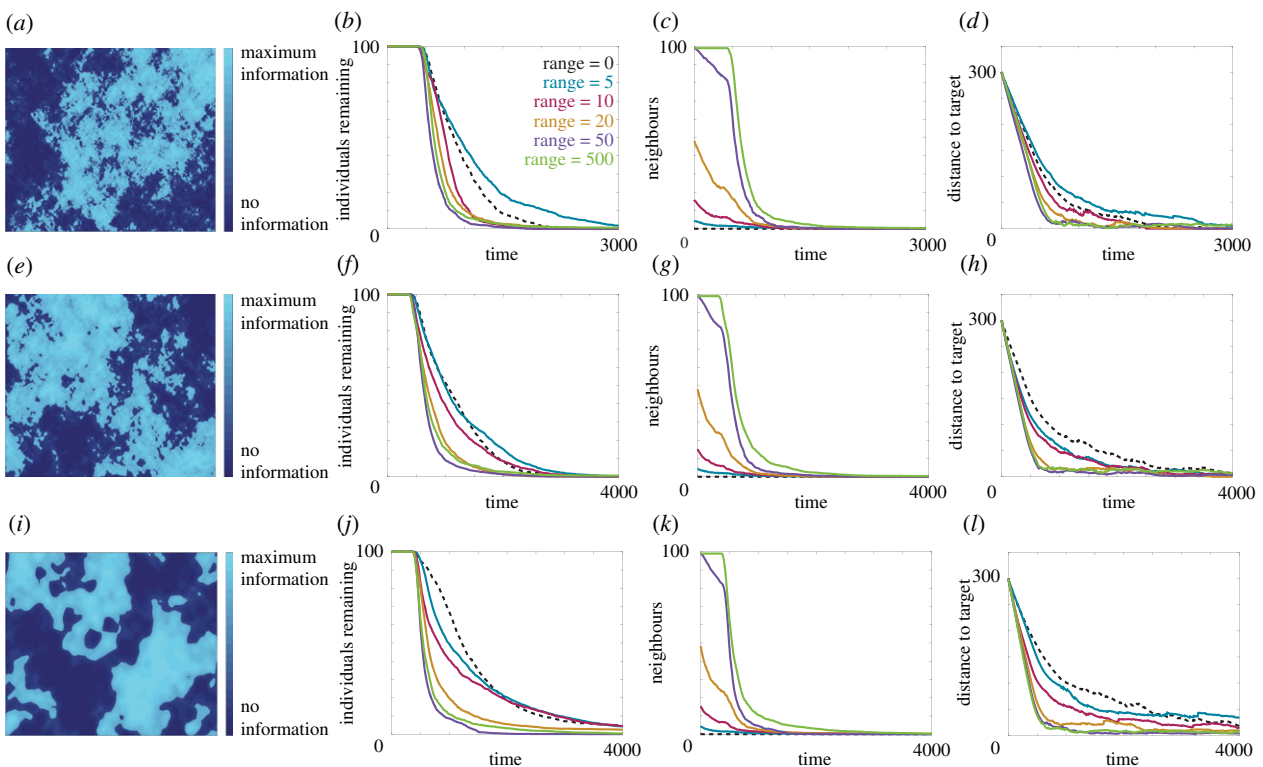 (a)
maximum
information
no
information
(b)
individuals remaining
100
0
3000
time
range = 0
range = 5
range = 10
range = 20
range = 50
range = 500
(c)
neighbours
100
0
3000
time
(d)
distance to target
300
0
3000
time
(e)
maximum
information
no
information
(f)
individuals remaining
100
0
4000
time
(g)
neighbours
100
0
4000
time
(h)
distance to target
300
0
4000
time
(i)
maximum
information
no
information
(j)
individuals remaining
100
0
4000
time
(k)
neighbours
100
0
4000
time
(l)
distance to target
300
0
4000
time